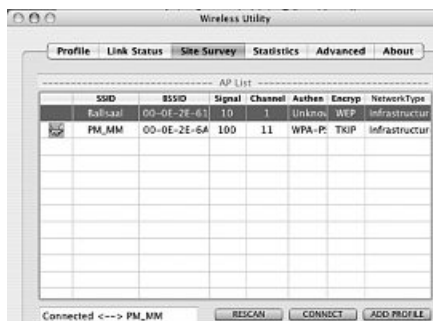 Wireless Utility
Profile Link Status Site Survey Statistics Advanced About
AP List
SSID BSSID Signal Channel Authen Encryp NetworkType
Ballsaal 00-0E-2E-61 10 1 Unknov WEP Infrastructur
PM_MM 00-0E-2E-6A 100 11 WPA-P: TKIP Infrastructur
Connected <--> PM_MM RESCAN CONNECT ADD PROFILE